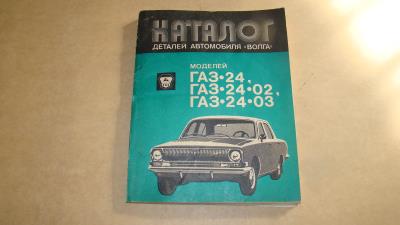 КАТАЛОГ
ДЕТАЛЕЙ АВТОМОБИЛЯ «ВОЛГА»
МОДЕЛЕЙ
ГАЗ•24,
ГАЗ•24•02,
ГАЗ•24•03